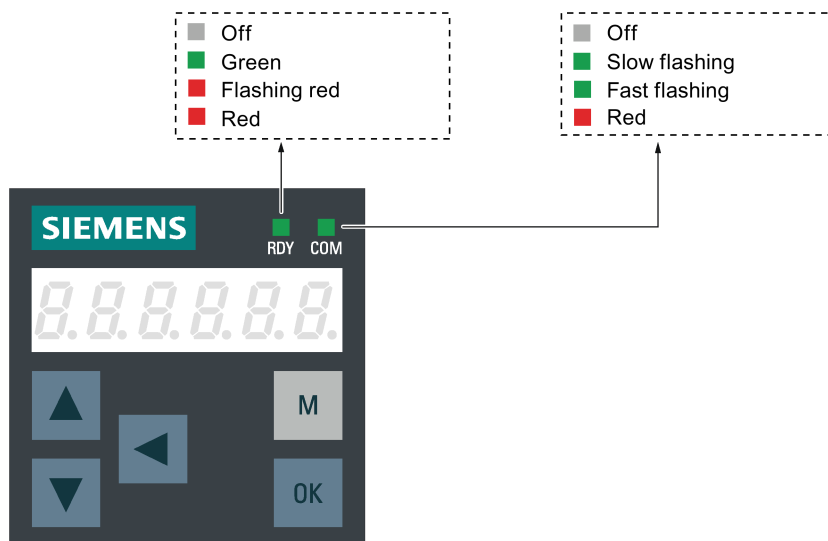 Off
Green
Flashing red
Red
Off
Slow flashing
Fast flashing
Red
SIEMENS
RDY COM
8.8.8.8.8.8.
M
OK